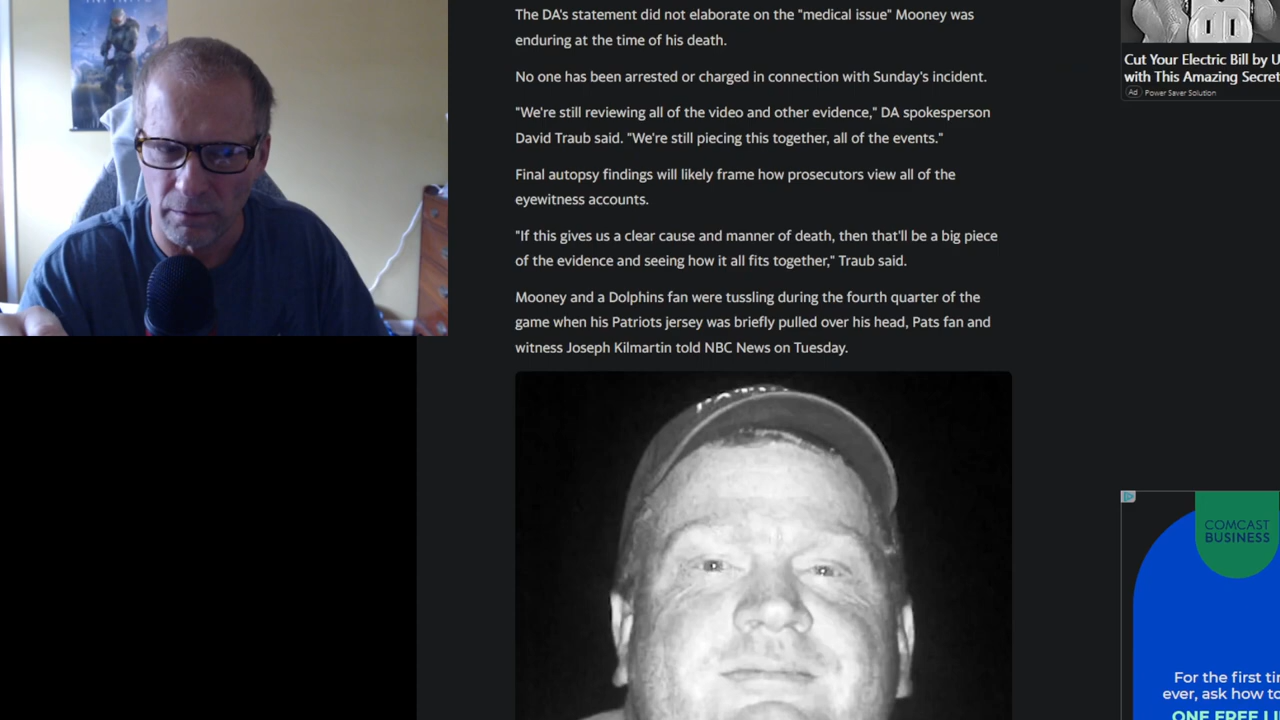 The DA's statement did not elaborate on the "medical issue" Mooney was
enduring at the time of his death.
No one has been arrested or charged in connection with Sunday's incident.
"We're still reviewing all of the video and other evidence," DA spokesperson
David Traub said. "We're still piecing this together, all of the events."
Final autopsy findings will likely frame how prosecutors view all of the
eyewitness accounts.
"If this gives us a clear cause and manner of death, then that'll be a big piece
of the evidence and seeing how it all fits together," Traub said.
Mooney and a Dolphins fan were tussling during the fourth quarter of the
game when his Patriots jersey was briefly pulled over his head, Pats fan and
witness Joseph Kilmartin told NBC News on Tuesday.
Cut Your Electric Bill by U
with This Amazing Secret
Ad Power Saver Solution
COMCAST
BUSINESS
For the first ti
ever, ask how to
ONE FREE LI